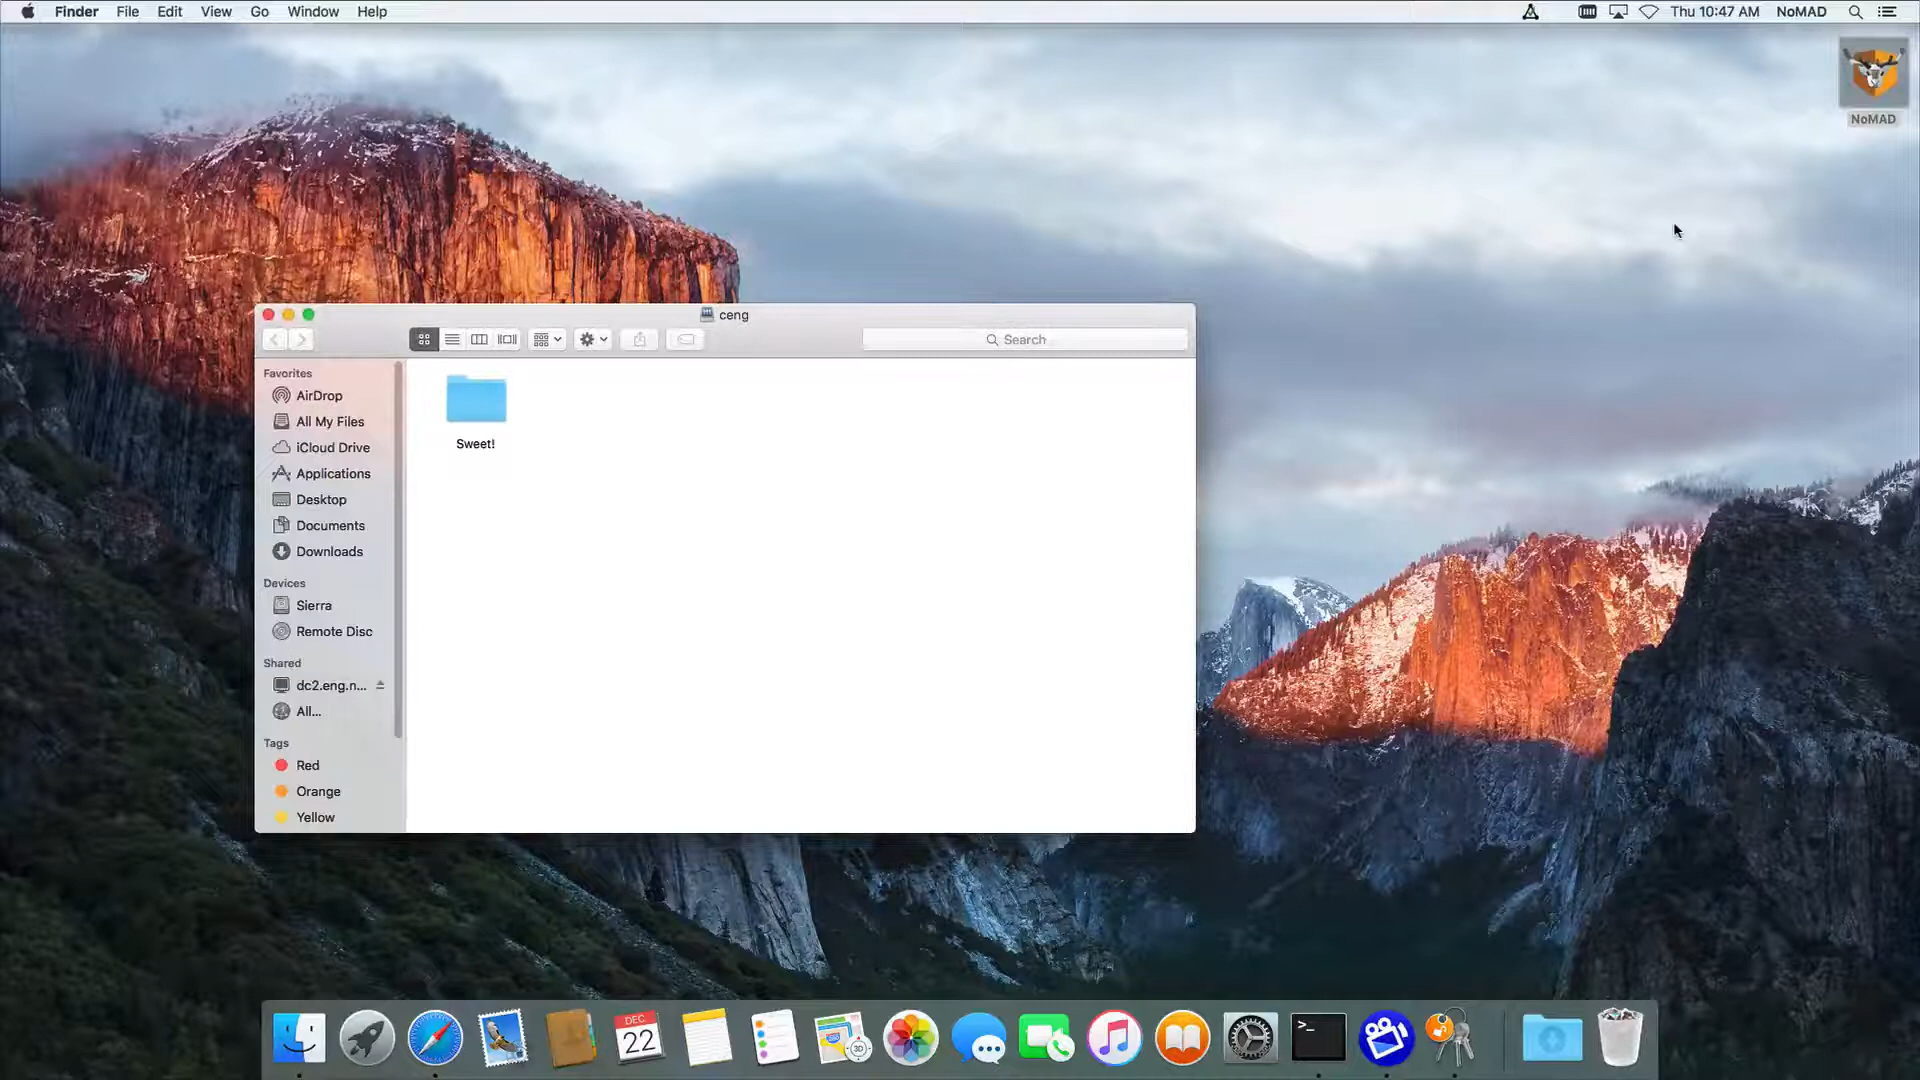 Finder File Edit View Go Window Help
Thu 10:47 AM NoMAD
NoMAD
ceng
Search
Favorites
AirDrop
All My Files
iCloud Drive
Applications
Desktop
Documents
Downloads
Devices
Sierra
Remote Disc
Shared
dc2.eng.n...
All...
Tags
Red
Orange
Yellow
Sweet!
DEC
22
280
3D
>_